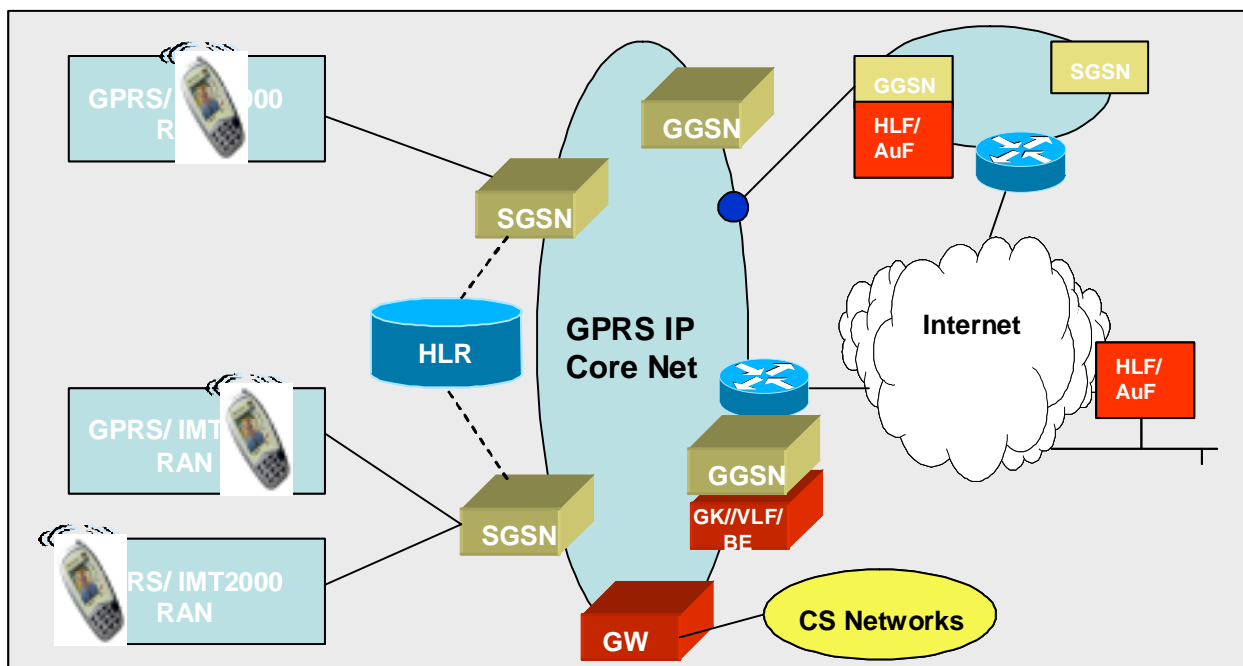 GPRS/
SGSN
GGSN
GGSN
HLF/
AuF
SGSN
HLR
GPRS IP
Core Net
Internet
HLF/
AuF
GPRS/ IMT
RAN
SGSN
GGSN
GK//VLF/
BE
IMT2000
RAN
GW
CS Networks